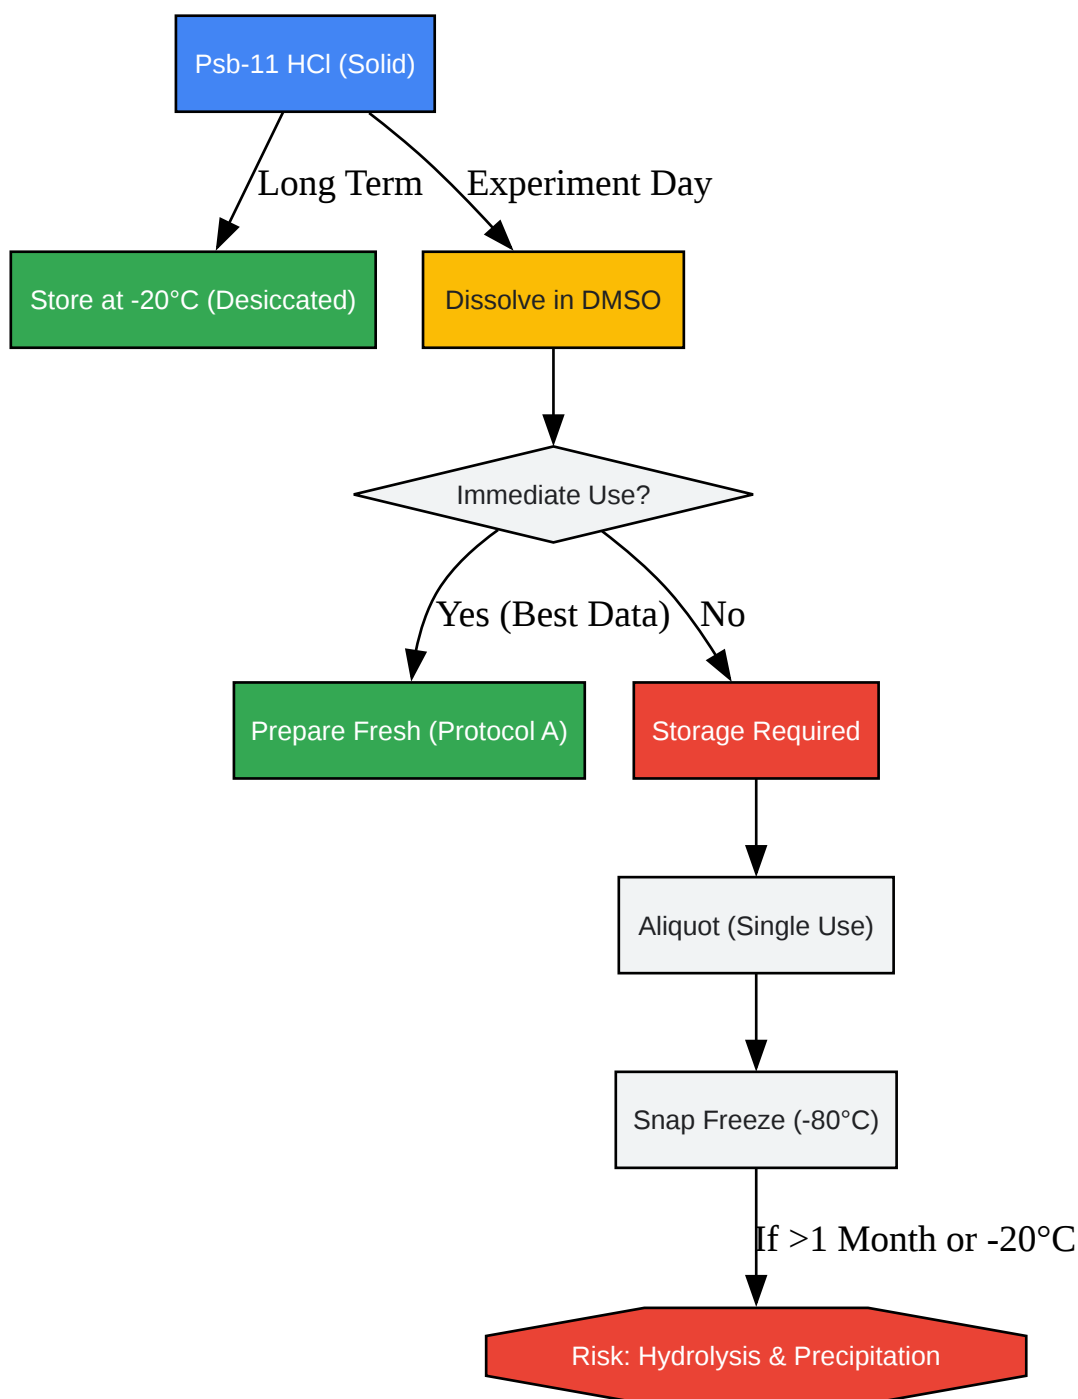 Psb-11 HCl (Solid)
Long Term
Experiment Day
Store at -20°C (Desiccated)
Dissolve in DMSO
Immediate Use?
Yes (Best Data)
No
Prepare Fresh (Protocol A)
Storage Required
Aliquot (Single Use)
Snap Freeze (-80°C)
If >1 Month or -20°C
Risk: Hydrolysis & Precipitation